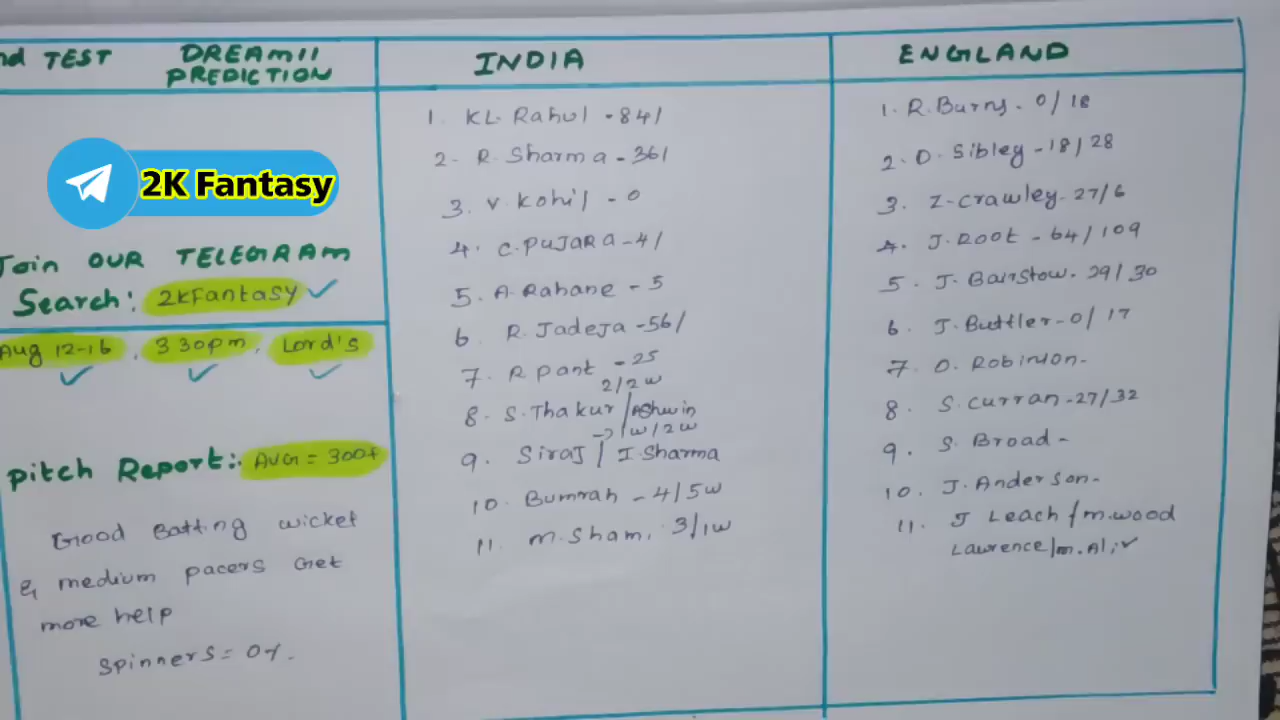 nd TEST DREAM11
PREDICTION
2K Fantasy
Join OUR TELEGRAM
Search: 2KFantasy
Aug 12-16, 3 30pm, Lord's
Pitch Report:. AVG = 300+
Good Batting wicket
& medium pacers Get
more help
Spinners = 0%.
INDIA
1. KL. Rahul - 84/
2. R. Sharma - 36/
3. V. Kohil - 0
4. C. PUJARA - 4/
5. A. Rahane - 5
6. R. Jadeja - 56/
7. R pant - 25
2/2w
8. S. Thakur / Ashwin
→ 1w/2w
9. Siraj / I. Sharma
10. Bumrah - 4/5w
11. M. Shami 3/1w
ENGLAND
1. R. Burns - 0/18
2. D. Sibley - 18/28
3. Z. Crawley - 27/6
4. J. Root - 64/109
5. J. Bairstow - 29/30
6. J. Buttler - 0/17
7. O. Robinson -
8. S. Curran - 27/32
9. S. Broad -
10. J. Anderson -
11. J Leach / m. wood
Lawrence / m. Ali